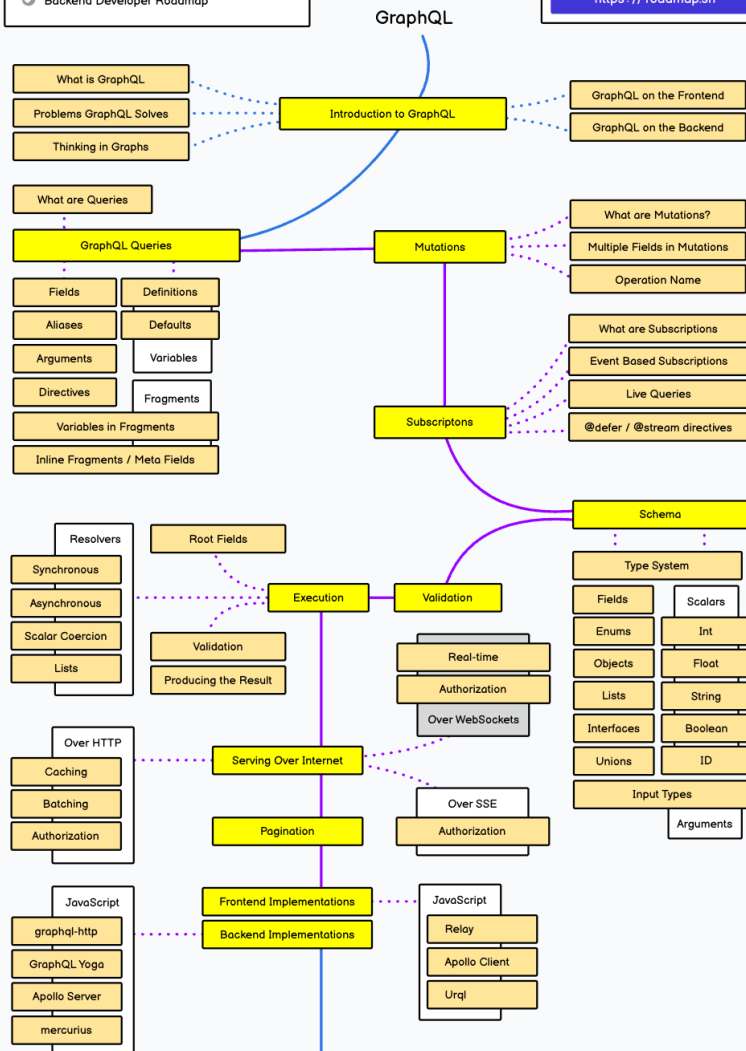 Backend Developer Roadmap
GraphQL
https://roadmap.sh
What is GraphQL
Problems GraphQL Solves
Thinking in Graphs
Introduction to GraphQL
GraphQL on the Frontend
GraphQL on the Backend
What are Queries
GraphQL Queries
Fields
Definitions
Aliases
Defaults
Arguments
Variables
Directives
Fragments
Variables in Fragments
Inline Fragments / Meta Fields
Mutations
What are Mutations?
Multiple Fields in Mutations
Operation Name
Subscriptons
What are Subscriptions
Event Based Subscriptions
Live Queries
@defer / @stream directives
Schema
Type System
Fields
Scalars
Enums
Int
Objects
Float
Lists
String
Interfaces
Boolean
Unions
ID
Input Types
Arguments
Validation
Execution
Root Fields
Validation
Producing the Result
Resolvers
Synchronous
Asynchronous
Scalar Coercion
Lists
Real-time
Authorization
Over WebSockets
Serving Over Internet
Over HTTP
Caching
Batching
Authorization
Over SSE
Authorization
Pagination
Frontend Implementations
JavaScript
Relay
Apollo Client
Urql
Backend Implementations
JavaScript
graphql-http
GraphQL Yoga
Apollo Server
mercurius